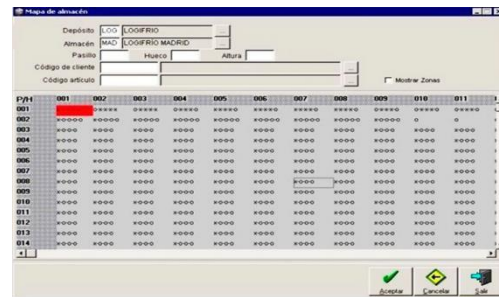 Mapa de almacén
Depósito LOG LOGIFRIO
Almacén MAD LOGIFRÍO MADRID
Pasillo Hueco Altura
Código de cliente
Código artículo Mostrar Zonas
P/H 001 002 003 004 005 006 007 008 009 010 011
001
002
003
004
005
006
007
008
009
010
011
012
013
014
Aceptar Cancelar Salir